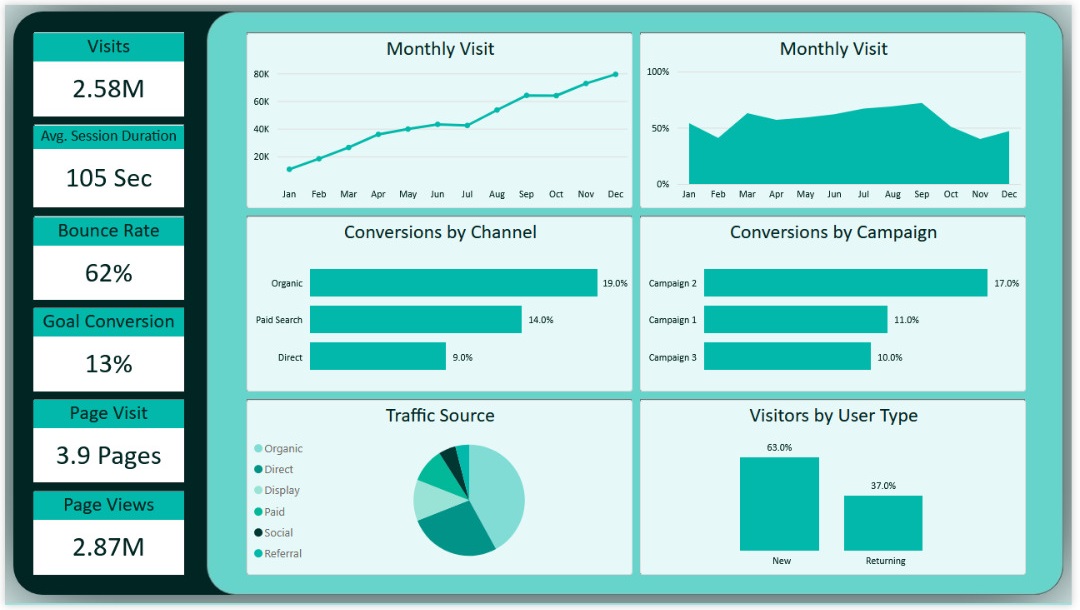 Visits
2.58M
Avg. Session Duration
105 Sec
Bounce Rate
62%
Goal Conversion
13%
Page Visit
3.9 Pages
Page Views
2.87M
Monthly Visit
80K
60K
40K
20K
Jan Feb Mar Apr May Jun Jul Aug Sep Oct Nov Dec
Monthly Visit
100%
50%
0%
Jan Feb Mar Apr May Jun Jul Aug Sep Oct Nov Dec
Conversions by Channel
Organic 19.0%
Paid Search 14.0%
Direct 9.0%
Conversions by Campaign
Campaign 2 17.0%
Campaign 1 11.0%
Campaign 3 10.0%
Traffic Source
Organic
Direct
Display
Paid
Social
Referral
Visitors by User Type
63.0%
37.0%
New Returning